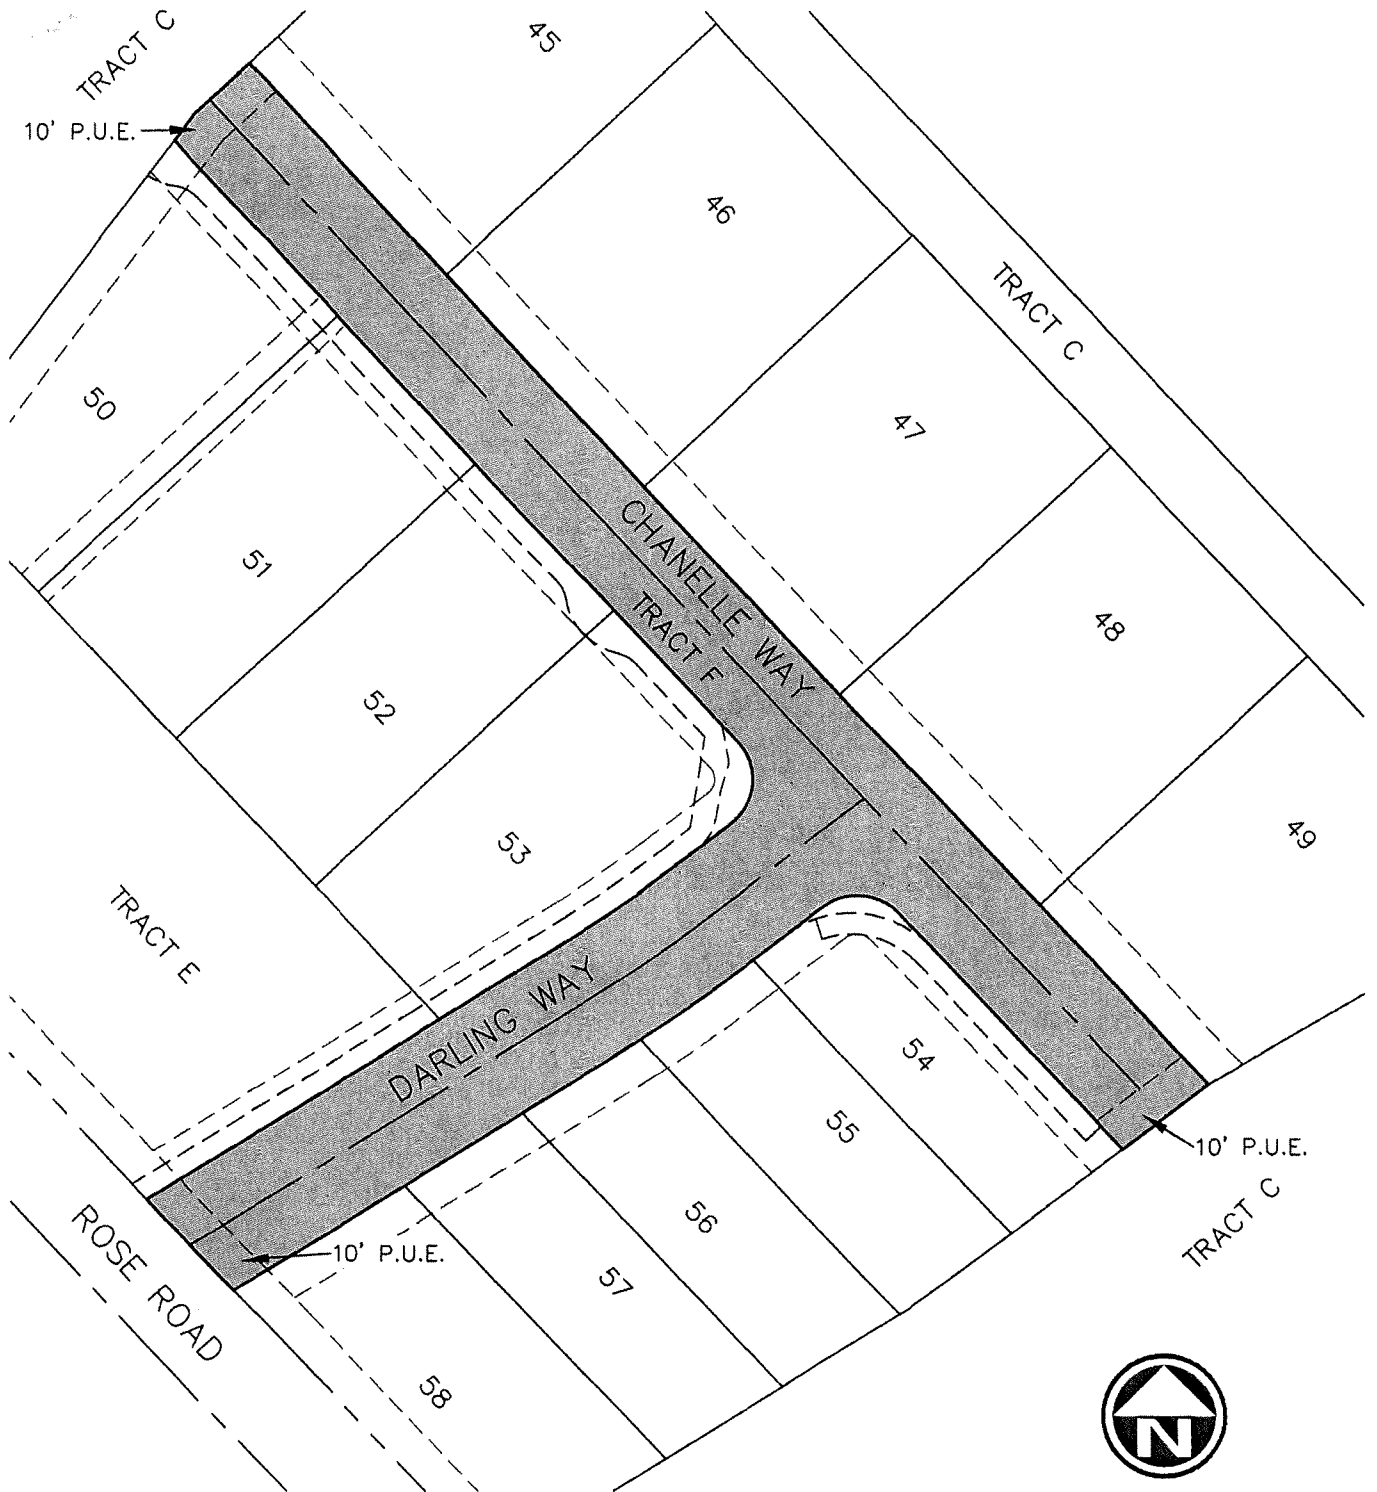 TRACT C
45
10' P.U.E.
46
TRACT C
50
47
CHANELLE WAY
51
TRACT F
48
52
49
53
TRACT E
DARLING WAY
54
55
10' P.U.E.
56
TRACT C
ROSE ROAD
10' P.U.E.
57
58
N